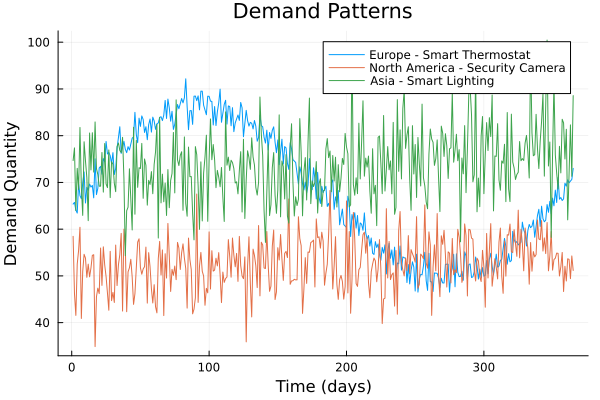 Demand Patterns
100
90
80
70
60
50
40
Demand Quantity
Europe - Smart Thermostat
North America - Security Camera
Asia - Smart Lighting
0
100
200
300
Time (days)